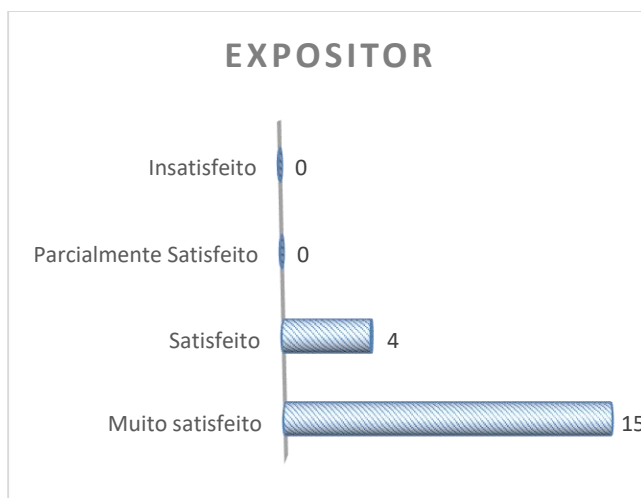 EXPOSITOR
Insatisfeito 0
Parcialmente Satisfeito 0
Satisfeito 4
Muito satisfeito 15